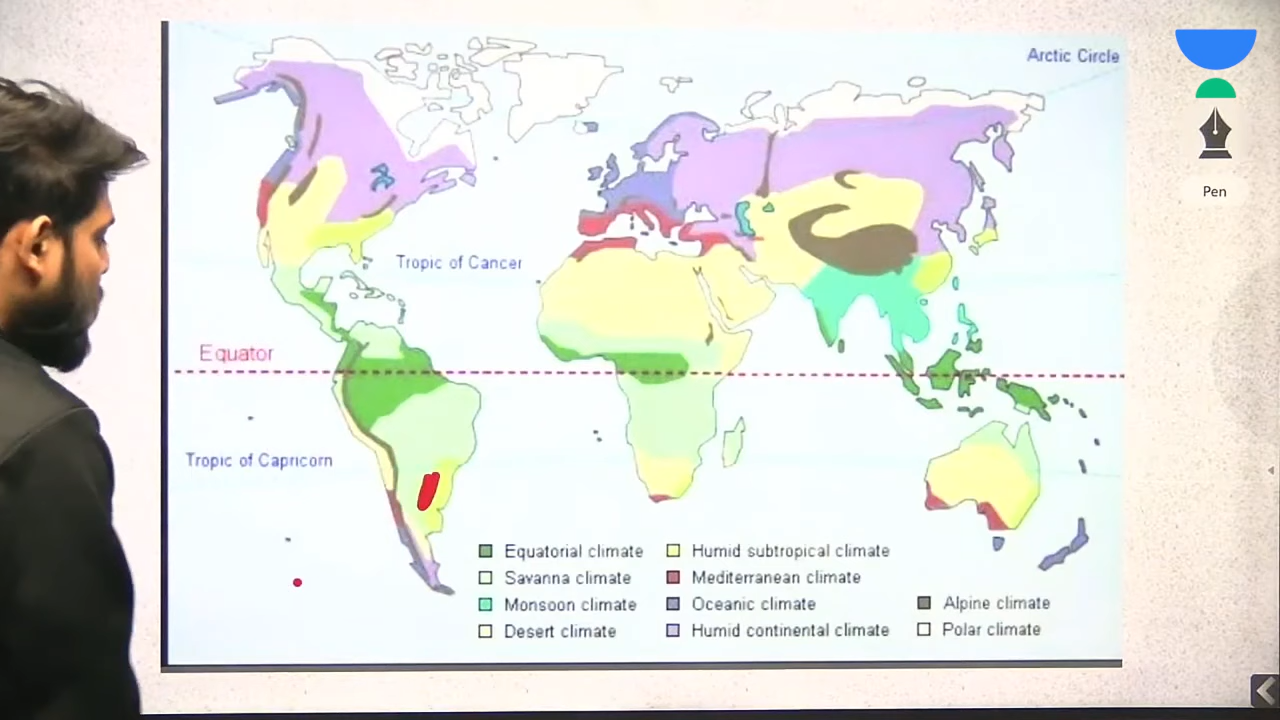 Arctic Circle
Pen
Tropic of Cancer
Equator
Tropic of Capricorn
Equatorial climate
Humid subtropical climate
Savanna climate
Mediterranean climate
Monsoon climate
Oceanic climate
Alpine climate
Desert climate
Humid continental climate
Polar climate